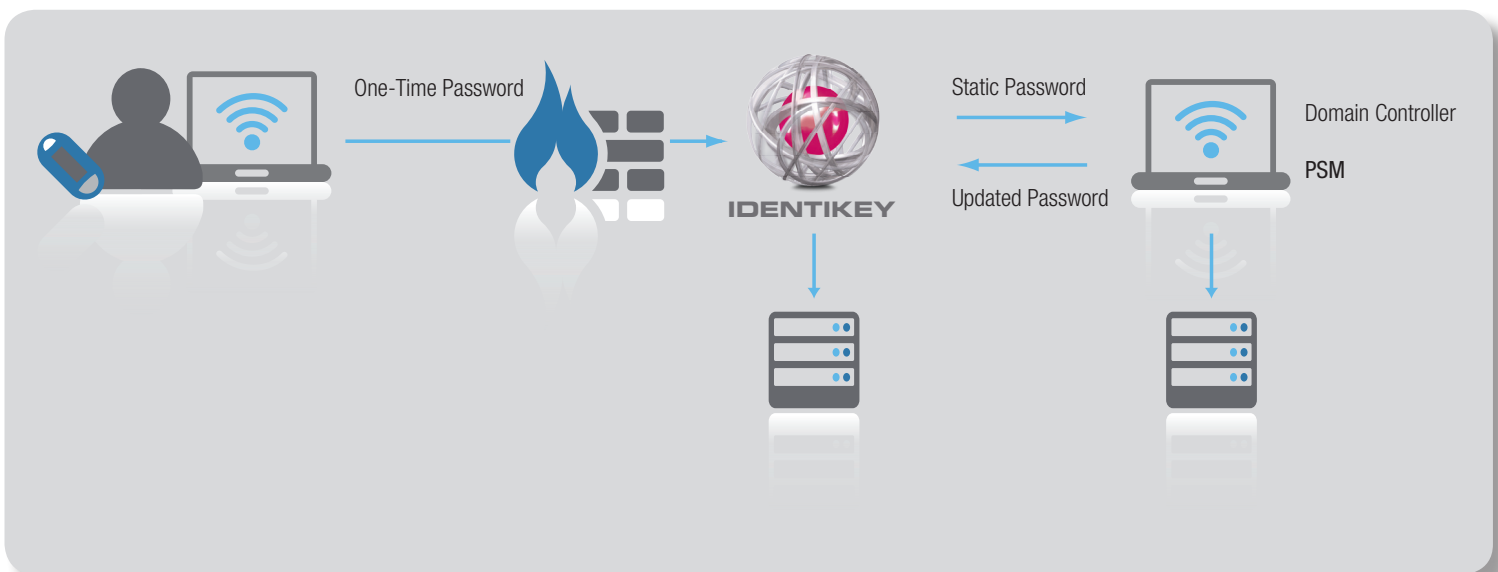 One-Time Password
Static Password
Domain Controller
PSM
Updated Password
IDENTIKEY